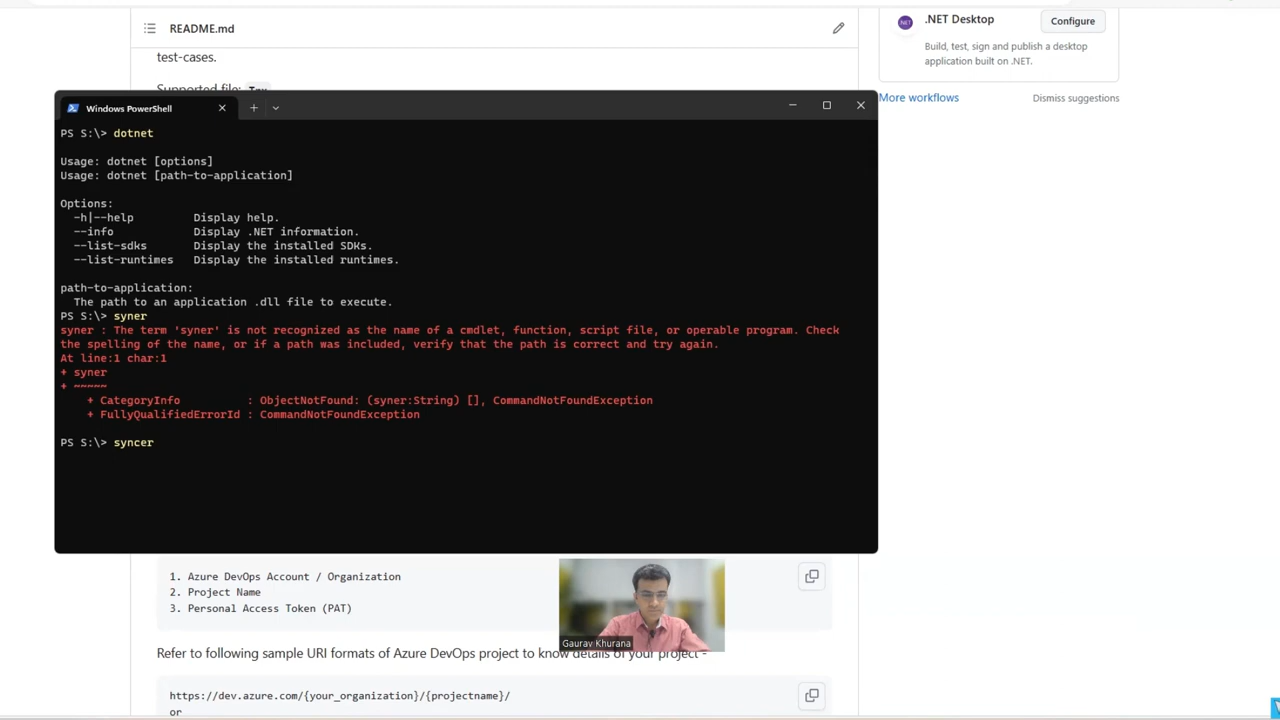 README.md
test-cases.
Supported file:
.NET Desktop
Configure
Build, test, sign and publish a desktop
application built on .NET.
More workflows
Dismiss suggestions
Windows PowerShell
PS S:\> dotnet
Usage: dotnet [options]
Usage: dotnet [path-to-application]
Options:
-h|--help Display help.
--info Display .NET information.
--list-sdks Display the installed SDKs.
--list-runtimes Display the installed runtimes.
path-to-application:
The path to an application .dll file to execute.
PS S:\> syner
syner : The term 'syner' is not recognized as the name of a cmdlet, function, script file, or operable program. Check
the spelling of the name, or if a path was included, verify that the path is correct and try again.
At line:1 char:1
+ syner
+ ~~~~~
+ CategoryInfo : ObjectNotFound: (syner:String) [], CommandNotFoundException
+ FullyQualifiedErrorId : CommandNotFoundException
PS S:\> syncer
1. Azure DevOps Account / Organization
2. Project Name
3. Personal Access Token (PAT)
Gaurav Khurana
Refer to following sample URI formats of Azure DevOps project to know details of your project -
https://dev.azure.com/{your_organization}/{projectname}/
or